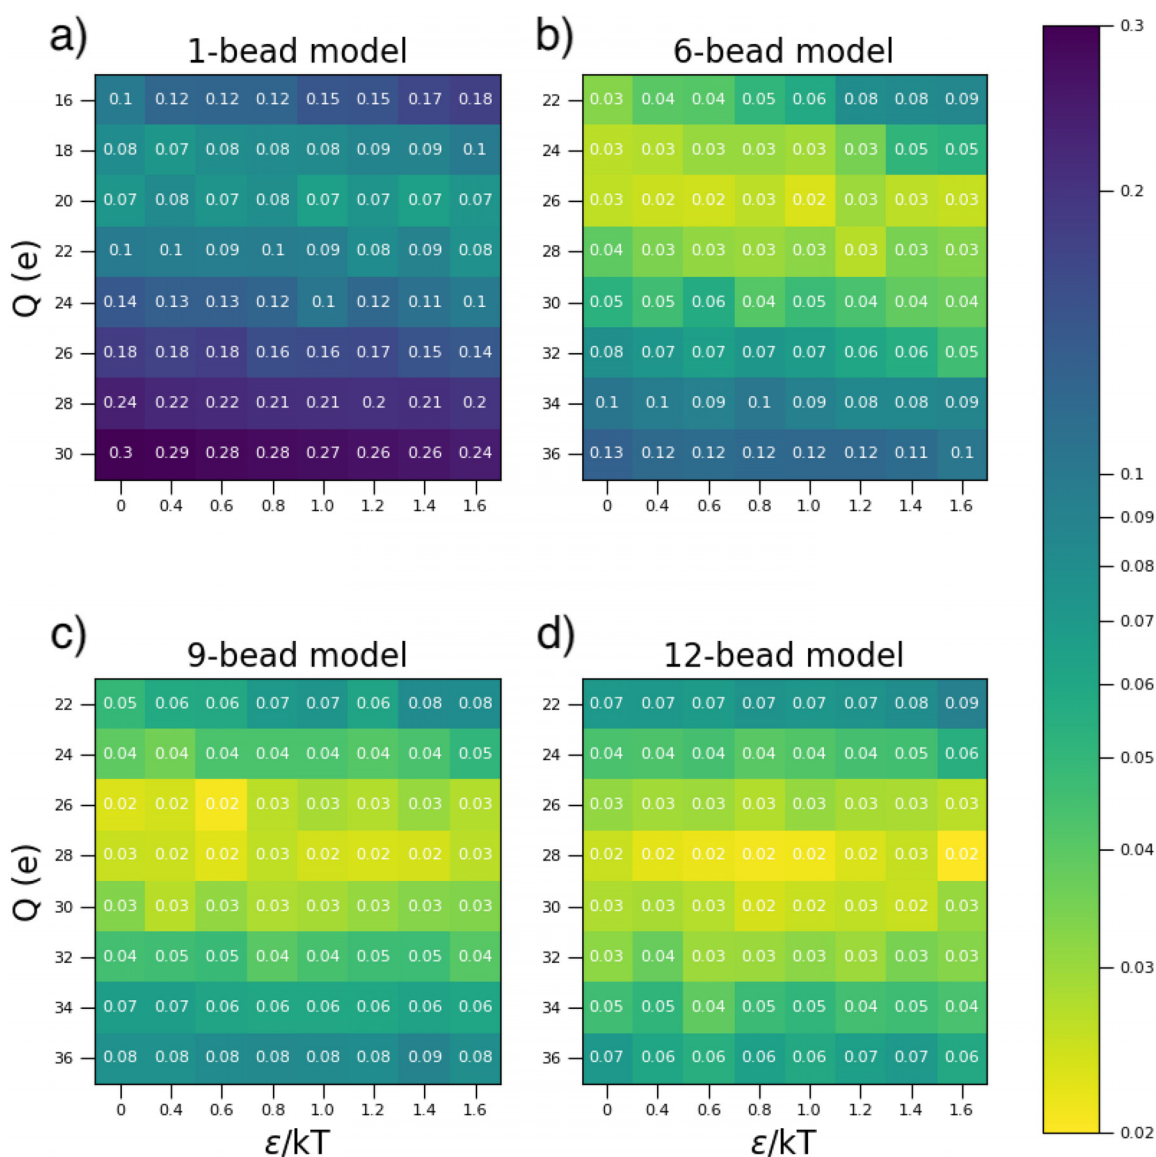 a)
1-bead model
16 0.1 0.12 0.12 0.12 0.15 0.15 0.17 0.18
18 0.08 0.07 0.08 0.08 0.08 0.09 0.09 0.1
20 0.07 0.08 0.07 0.08 0.07 0.07 0.07 0.07
22 0.1 0.1 0.09 0.1 0.09 0.08 0.09 0.08
24 0.14 0.13 0.13 0.12 0.1 0.12 0.11 0.1
26 0.18 0.18 0.18 0.16 0.16 0.17 0.15 0.14
28 0.24 0.22 0.22 0.21 0.21 0.2 0.21 0.2
30 0.3 0.29 0.28 0.28 0.27 0.26 0.26 0.24
0 0.4 0.6 0.8 1.0 1.2 1.4 1.6
Q (e)
b)
6-bead model
22 0.03 0.04 0.04 0.05 0.06 0.08 0.08 0.09
24 0.03 0.03 0.03 0.03 0.03 0.03 0.05 0.05
26 0.03 0.02 0.02 0.03 0.02 0.03 0.03 0.03
28 0.04 0.03 0.03 0.03 0.03 0.03 0.03 0.03
30 0.05 0.05 0.06 0.04 0.05 0.04 0.04 0.04
32 0.08 0.07 0.07 0.07 0.07 0.06 0.06 0.05
34 0.1 0.1 0.09 0.1 0.09 0.08 0.08 0.09
36 0.13 0.12 0.12 0.12 0.12 0.12 0.11 0.1
0 0.4 0.6 0.8 1.0 1.2 1.4 1.6
c)
9-bead model
22 0.05 0.06 0.06 0.07 0.07 0.06 0.08 0.08
24 0.04 0.04 0.04 0.04 0.04 0.04 0.04 0.05
26 0.02 0.02 0.02 0.03 0.03 0.03 0.03 0.03
28 0.03 0.02 0.02 0.03 0.02 0.02 0.02 0.03
30 0.03 0.03 0.03 0.03 0.03 0.03 0.03 0.03
32 0.04 0.05 0.05 0.04 0.04 0.05 0.05 0.04
34 0.07 0.07 0.06 0.06 0.06 0.06 0.06 0.06
36 0.08 0.08 0.08 0.08 0.08 0.08 0.09 0.08
0 0.4 0.6 0.8 1.0 1.2 1.4 1.6
Q (e)
ε/kT
d)
12-bead model
22 0.07 0.07 0.07 0.07 0.07 0.07 0.08 0.09
24 0.04 0.04 0.04 0.04 0.04 0.04 0.05 0.06
26 0.03 0.03 0.03 0.03 0.03 0.03 0.03 0.03
28 0.02 0.02 0.02 0.02 0.02 0.02 0.03 0.02
30 0.03 0.03 0.03 0.02 0.02 0.03 0.02 0.03
32 0.03 0.04 0.03 0.03 0.03 0.03 0.03 0.03
34 0.05 0.05 0.04 0.05 0.05 0.04 0.05 0.04
36 0.07 0.06 0.06 0.06 0.06 0.07 0.07 0.06
0 0.4 0.6 0.8 1.0 1.2 1.4 1.6
ε/kT
0.3
0.2
0.1
0.09
0.08
0.07
0.06
0.05
0.04
0.03
0.02